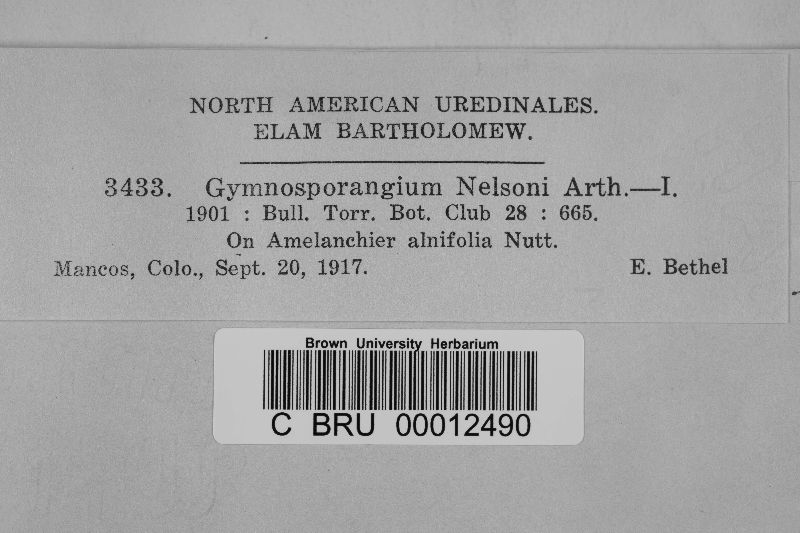 NORTH AMERICAN UREDINALES.
ELAM BARTHOLOMEW.
3433. Gymnosporangium Nelsoni Arth.—I.
1901 : Bull. Torr. Bot. Club 28 : 665.
On Amelanchier alnifolia Nutt.
Mancos, Colo., Sept. 20, 1917. E. Bethel
Brown University Herbarium
C BRU 00012490